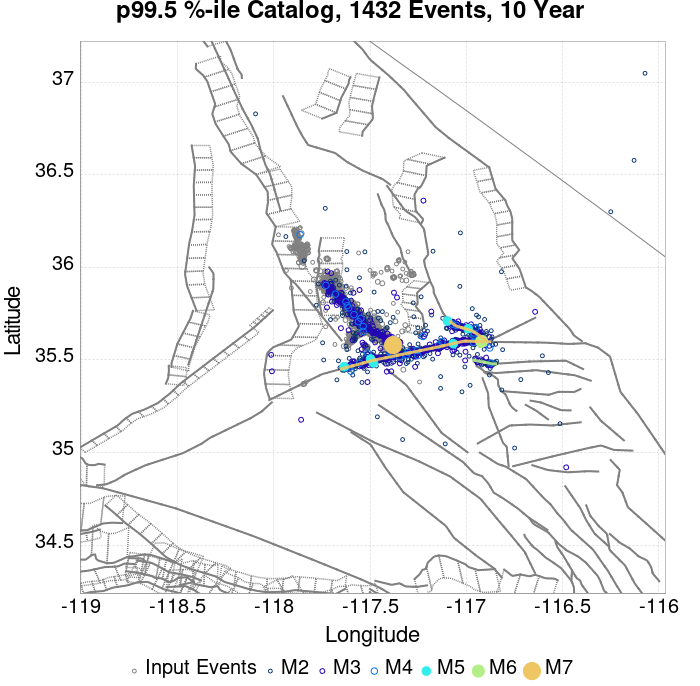 p99.5 %-ile Catalog, 1432 Events, 10 Year
37
36.5
36
35.5
35
34.5
Latitude
-119 -118.5 -118 -117.5 -117 -116.5 -116
Longitude
Input Events M2 M3 M4 M5 M6 M7